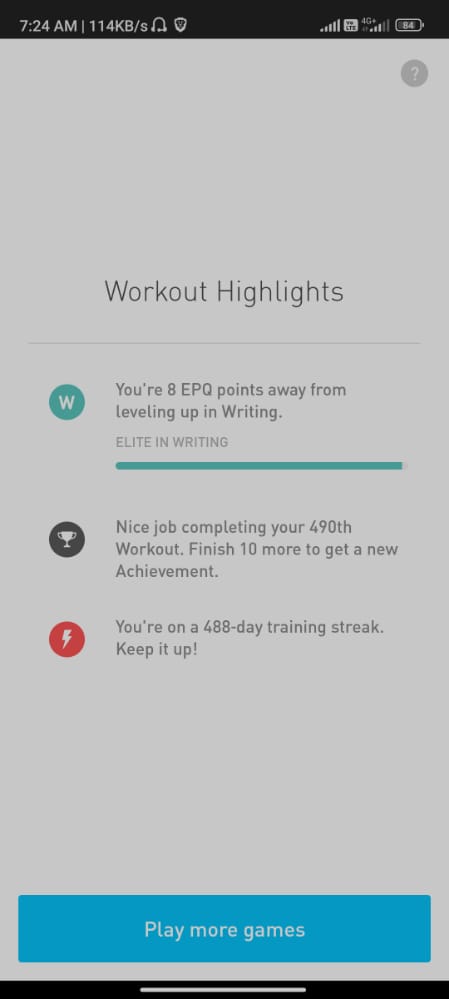 7:24 AM | 114KB/s
Vo LTE 4G+ 84
?
Workout Highlights
W
You're 8 EPQ points away from
leveling up in Writing.
ELITE IN WRITING
Nice job completing your 490th
Workout. Finish 10 more to get a new
Achievement.
You're on a 488-day training streak.
Keep it up!
Play more games